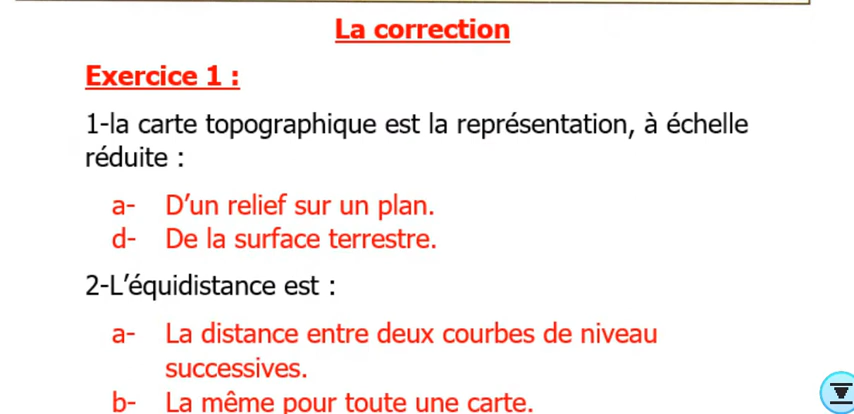 La correction
Exercice 1 :
1-la carte topographique est la représentation, à échelle
réduite :
a- D’un relief sur un plan.
d- De la surface terrestre.
2-L’équidistance est :
a- La distance entre deux courbes de niveau
successives.
b- La même pour toute une carte.